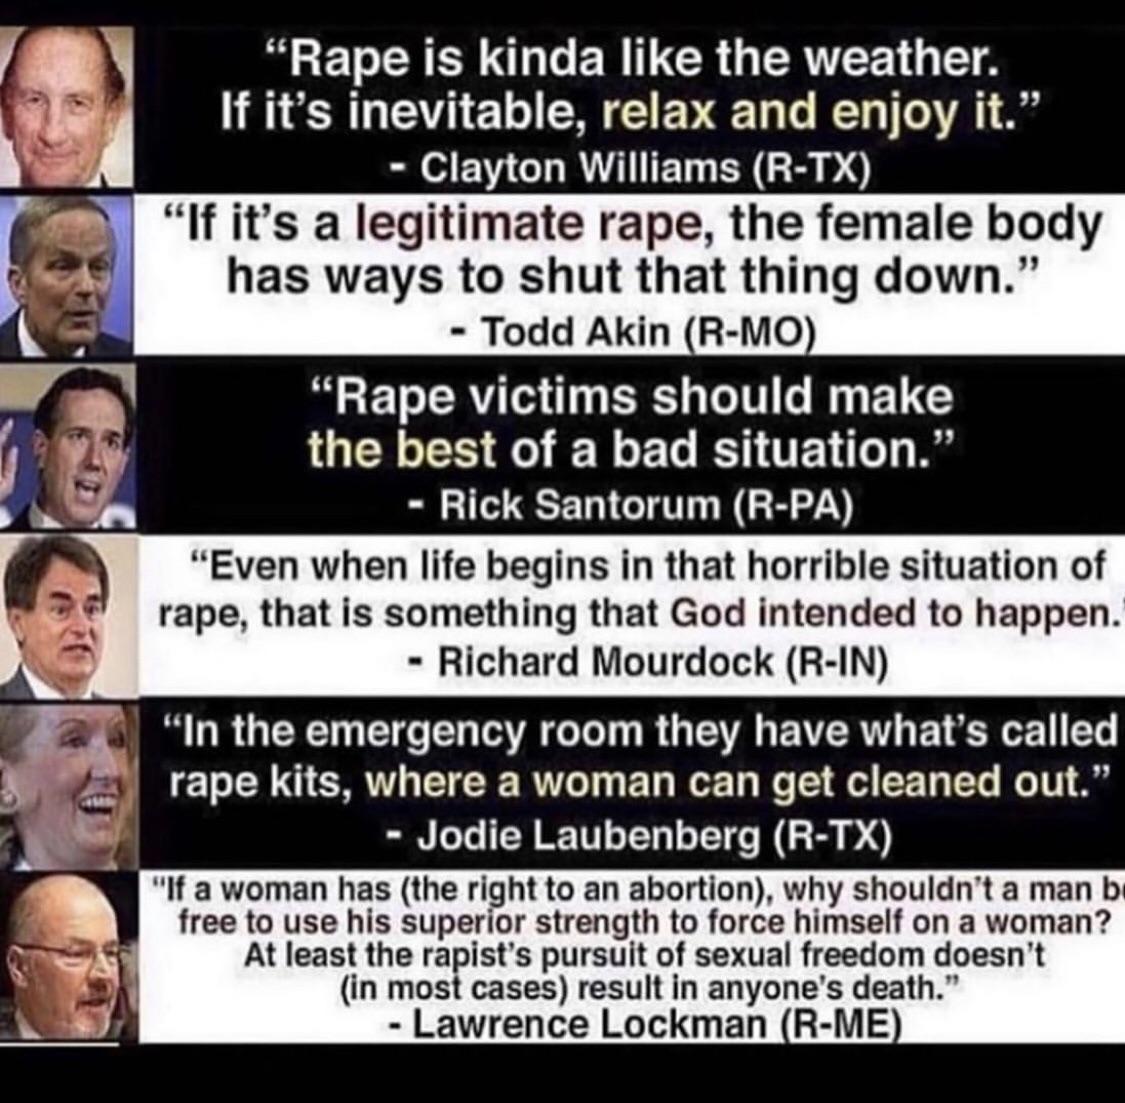 “Rape is kinda like the weather.
If it’s inevitable, relax and enjoy it.”
- Clayton Williams (R-TX)
“If it’s a legitimate rape, the female body
has ways to shut that thing down.”
- Todd Akin (R-MO)
“Rape victims should make
the best of a bad situation.”
- Rick Santorum (R-PA)
“Even when life begins in that horrible situation of
rape, that is something that God intended to happen.”
- Richard Mourdock (R-IN)
“In the emergency room they have what’s called
rape kits, where a woman can get cleaned out.”
- Jodie Laubenberg (R-TX)
"If a woman has (the right to an abortion), why shouldn’t a man
free to use his superior strength to force himself on a woman?
At least the rapist’s pursuit of sexual freedom doesn’t
(in most cases) result in anyone’s death.”
- Lawrence Lockman (R-ME)